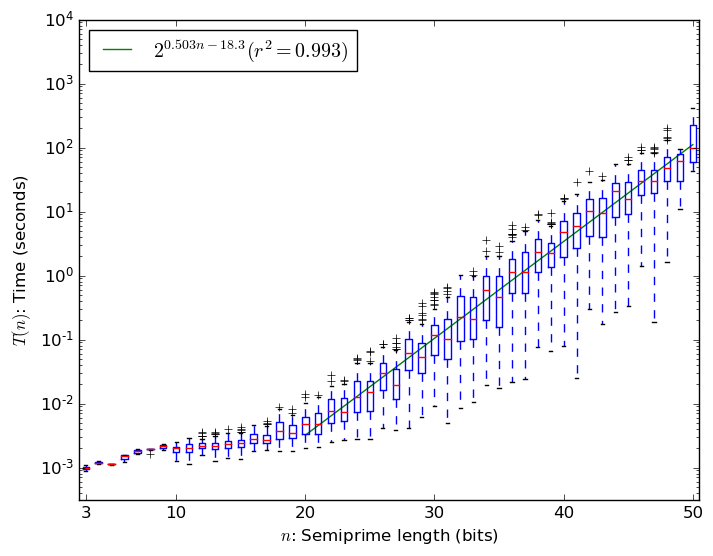 10^4
2^{0.503n−18.3}(r^2=0.993)
10^3
10^2
10^1
10^0
10^{-1}
10^{-2}
10^{-3}
T(n): Time (seconds)
3 10 20 30 40 50
n: Semiprime length (bits)